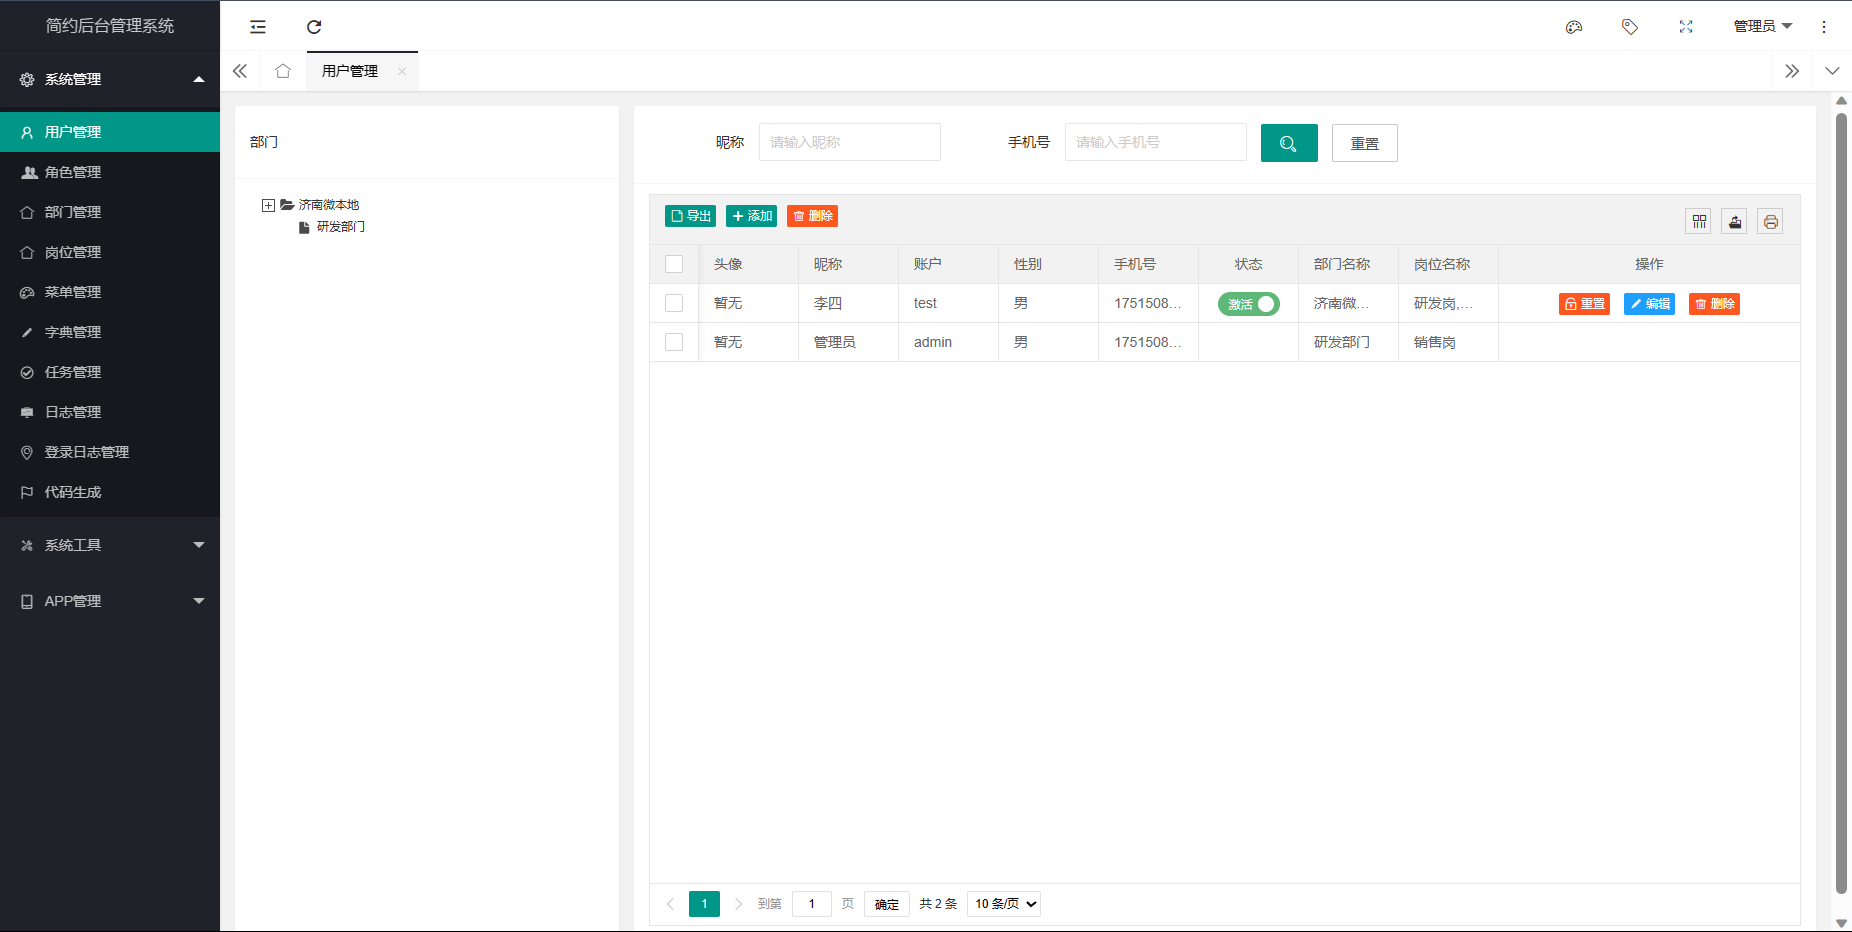 简约后台管理系统
管理员
系统管理
用户管理
用户管理
角色管理
部门管理
岗位管理
菜单管理
字典管理
任务管理
日志管理
登录日志管理
代码生成
系统工具
APP管理
部门
济南微本地
研发部门
昵称 请输入昵称 手机号 请输入手机号 重置
导出 添加 删除
头像 昵称 账户 性别 手机号 状态 部门名称 岗位名称 操作
暂无 李四 test 男 1751508... 激活 济南微... 研发岗,... 重置 编辑 删除
暂无 管理员 admin 男 1751508... 研发部门 销售岗
1 到第 1 页 确定 共 2 条 10 条/页